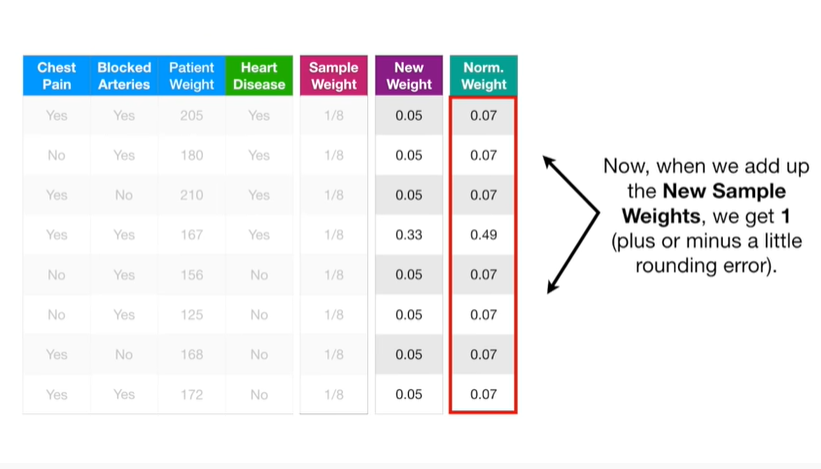 Chest Pain Blocked Arteries Patient Weight Heart Disease Sample Weight New Weight Norm. Weight
Yes Yes 205 Yes 1/8 0.05 0.07
No Yes 180 Yes 1/8 0.05 0.07
Yes No 210 Yes 1/8 0.05 0.07
Yes Yes 167 Yes 1/8 0.33 0.49
No Yes 156 No 1/8 0.05 0.07
No Yes 125 No 1/8 0.05 0.07
Yes No 168 No 1/8 0.05 0.07
Yes Yes 172 No 1/8 0.05 0.07
Now, when we add up
the New Sample
Weights, we get 1
(plus or minus a little
rounding error).